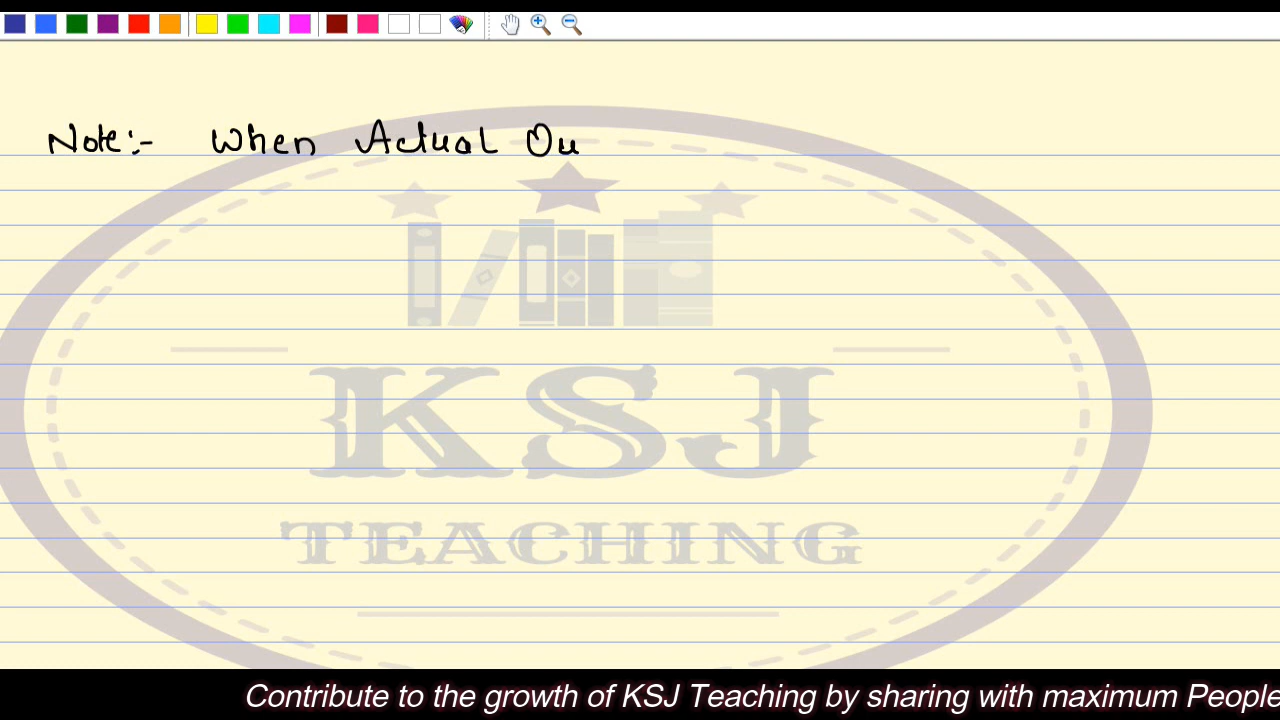 Note:- When Actual Ou
KSJ
TEACHING
Contribute to the growth of KSJ Teaching by sharing with maximum People